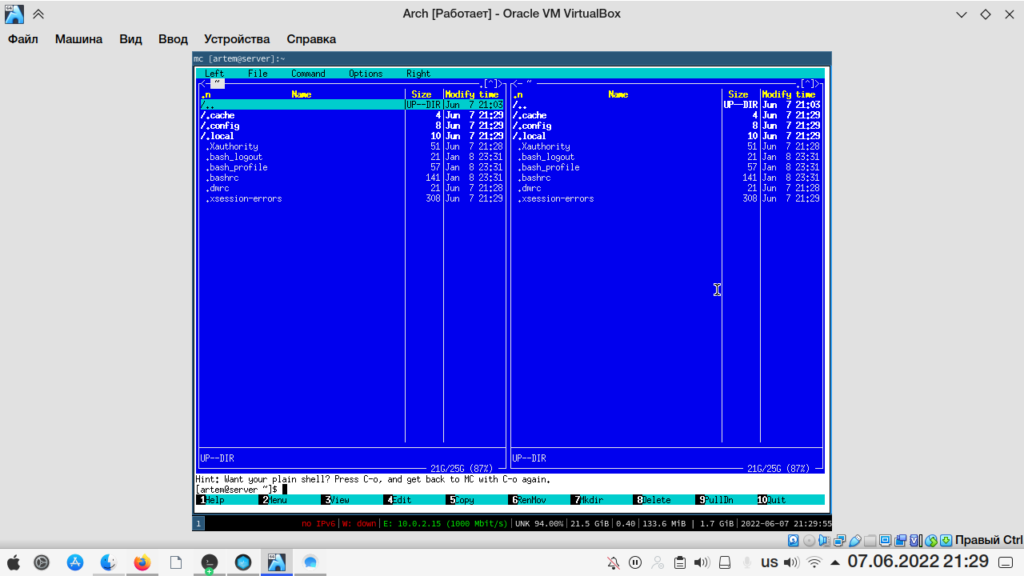 Arch [Работает] - Oracle VM VirtualBox
Файл Машина Вид Ввод Устройства Справка
mc [artem@server]:~
Left File Command Options Right
<- ~ .[^]> <- ~ .[^]>
.n Name Size Modify time .n Name Size Modify time
/.. UP--DIR Jun 7 21:03 /.. UP--DIR Jun 7 21:03
/.cache 4 Jun 7 21:29 /.cache 4 Jun 7 21:29
/.config 8 Jun 7 21:29 /.config 8 Jun 7 21:29
/.local 10 Jun 7 21:29 /.local 10 Jun 7 21:29
.Xauthority 51 Jun 7 21:28 .Xauthority 51 Jun 7 21:28
.bash_logout 21 Jan 8 23:31 .bash_logout 21 Jan 8 23:31
.bash_profile 57 Jan 8 23:31 .bash_profile 57 Jan 8 23:31
.bashrc 141 Jan 8 23:31 .bashrc 141 Jan 8 23:31
.dmrc 21 Jun 7 21:28 .dmrc 21 Jun 7 21:28
.xsession-errors 308 Jun 7 21:29 .xsession-errors 308 Jun 7 21:29
UP--DIR UP--DIR
21G/25G (87%) 21G/25G (87%)
Hint: Want your plain shell? Press C-o, and get back to MC with C-o again.
[artem@server ~]$
1Help 2Menu 3View 4Edit 5Copy 6RenMov 7Mkdir 8Delete 9PullDn 10Quit
1 no IPv6|W: down|E: 10.0.2.15 (1000 Mbit/s)|UNK 94.00%|21.5 GiB|0.40|133.6 MiB | 1.7 GiB|2022-06-07 21:29:55
Правый Ctrl
us 07.06.2022 21:29